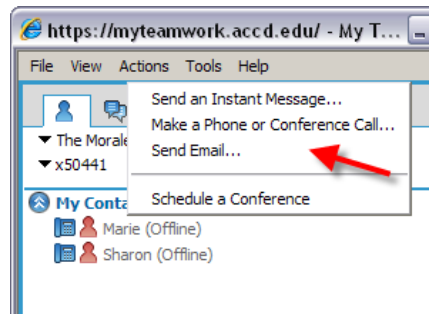 https://myteamwork.accd.edu/ - My T...
File View Actions Tools Help
Send an Instant Message...
Make a Phone or Conference Call...
Send Email...
Schedule a Conference
The Morale
x50441
My Conta
Marie (Offline)
Sharon (Offline)